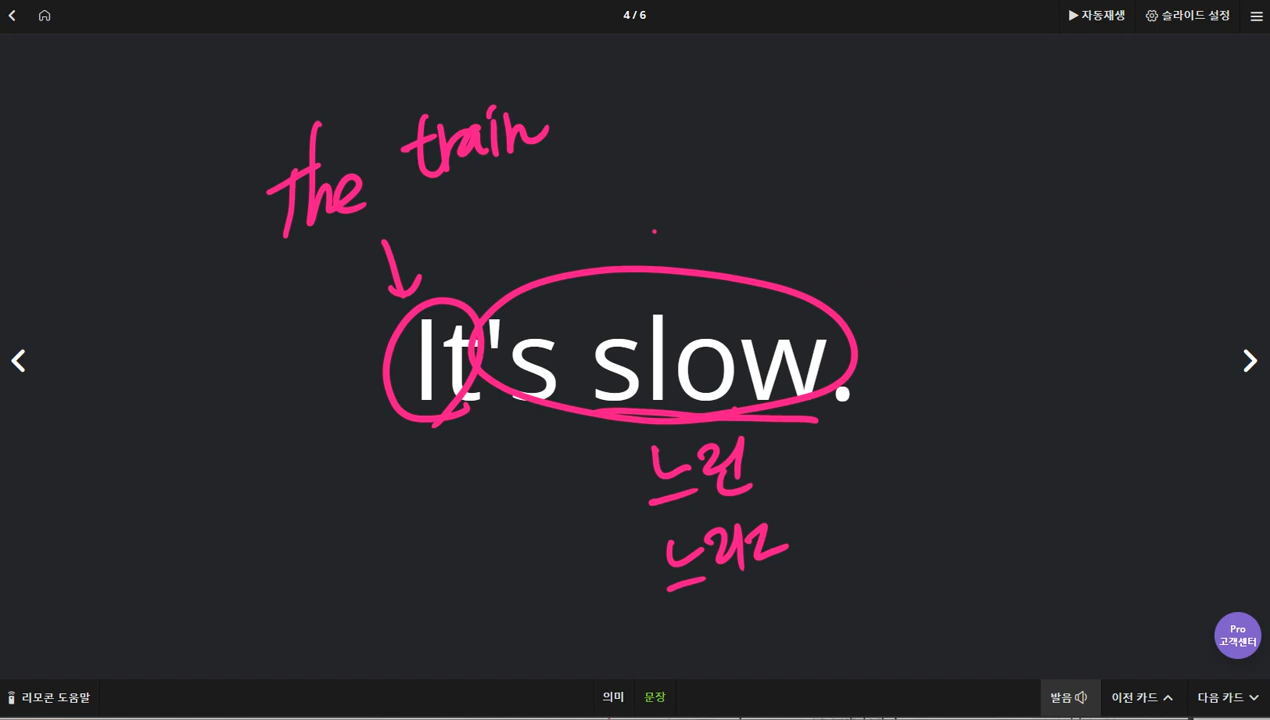 4 / 6
자동재생
슬라이드 설정
The train
It's slow.
느린
느리고
Pro
고객센터
리모콘 도움말
의미
문장
발음
이전 카드
다음 카드